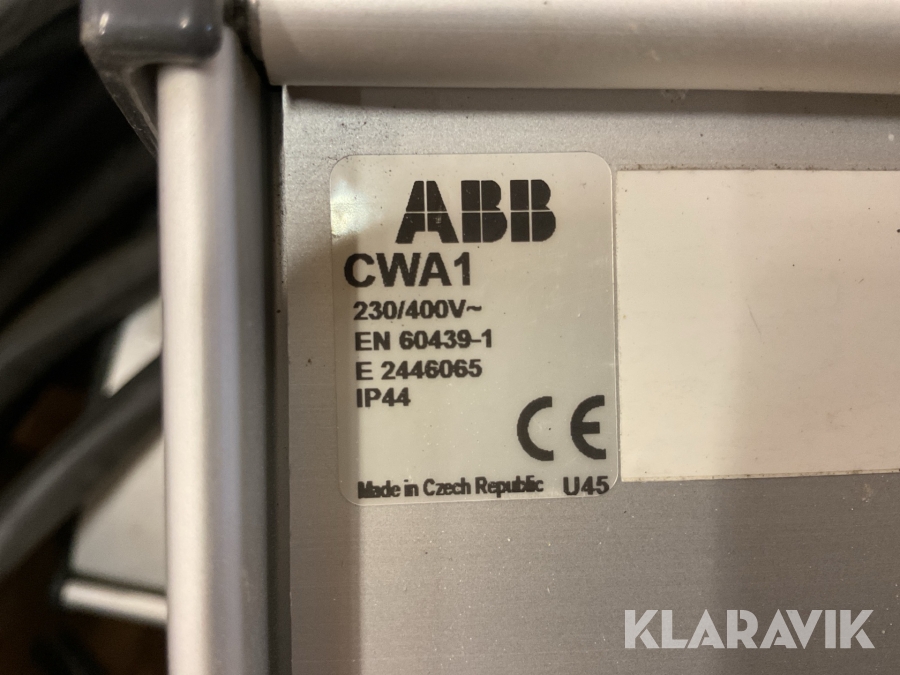 ABB
CWA1
230/400V~
EN 60439-1
E 2446065
IP44
CE
Made in Czech Republic U45
KLARAVIK